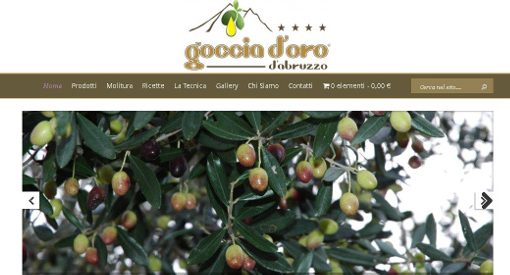 goccia d'oro
d'abruzzo
Home Prodotti Molitura Ricette La Tecnica Gallery Chi Siamo Contatti 0 elementi - 0,00 € Cerca nel sito...